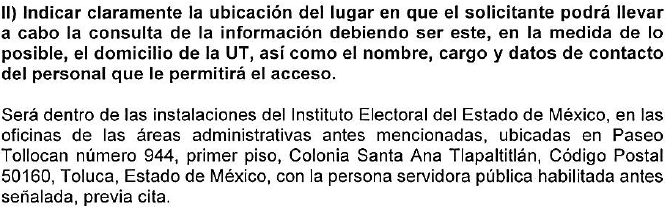 II) Indicar claramente la ubicación del lugar en que el solicitante podrá llevar
a cabo la consulta de la información debiendo ser este, en la medida de lo
posible, el domicilio de la UT, así como el nombre, cargo y datos de contacto
del personal que le permitirá el acceso.
Será dentro de las instalaciones del Instituto Electoral del Estado de México, en las
oficinas de las áreas administrativas antes mencionadas, ubicadas en Paseo
Tollocan número 944, primer piso, Colonia Santa Ana Tlapaltitlán, Código Postal
50160, Toluca, Estado de México, con la persona servidora pública habilitada antes
señalada, previa cita.